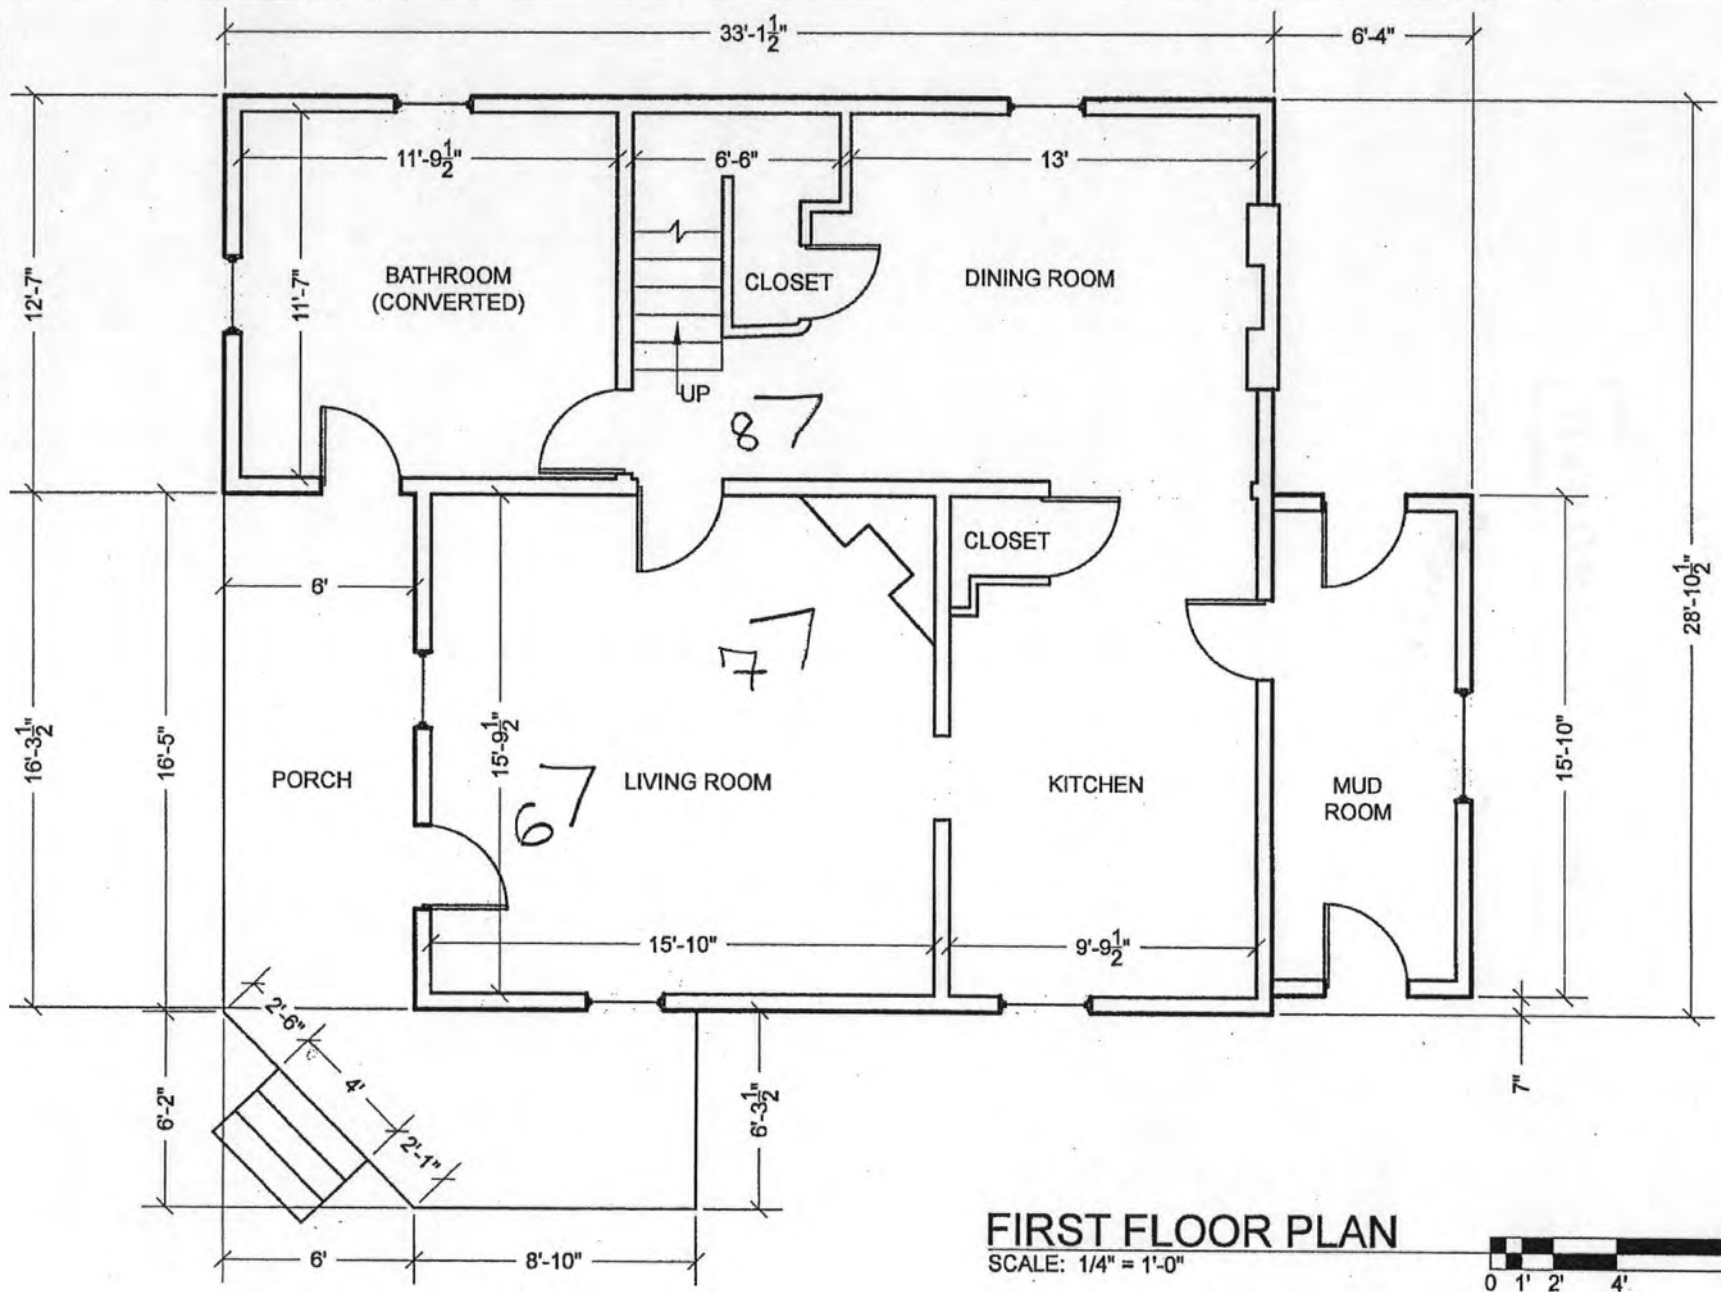 33'-1 1/2"
6'-4"
11'-9 1/2"
6'-6"
13'
12'-7"
11'-7"
BATHROOM
(CONVERTED)
CLOSET
DINING ROOM
UP
8
CLOSET
6'
28'-10 1/2"
7
16'-3 1/2"
16'-5"
15'-9 1/2"
15'-10"
PORCH
6
LIVING ROOM
KITCHEN
MUD
ROOM
15'-10"
9'-9 1/2"
2'-6"
4'
2'-1"
6'-2"
6'-3 1/2"
7"
6'
8'-10"
FIRST FLOOR PLAN
SCALE: 1/4" = 1'-0"
0 1' 2' 4'